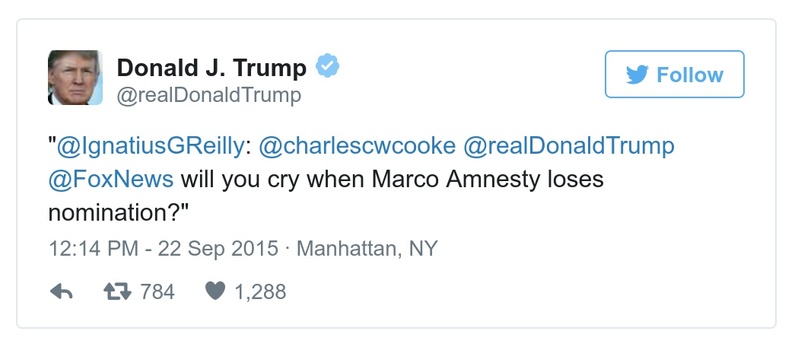 Donald J. Trump
@realDonaldTrump
Follow
"@IgnatiusGReilly: @charlescwcooke @realDonaldTrump
@FoxNews will you cry when Marco Amnesty loses
nomination?"
12:14 PM - 22 Sep 2015 · Manhattan, NY
784 1,288